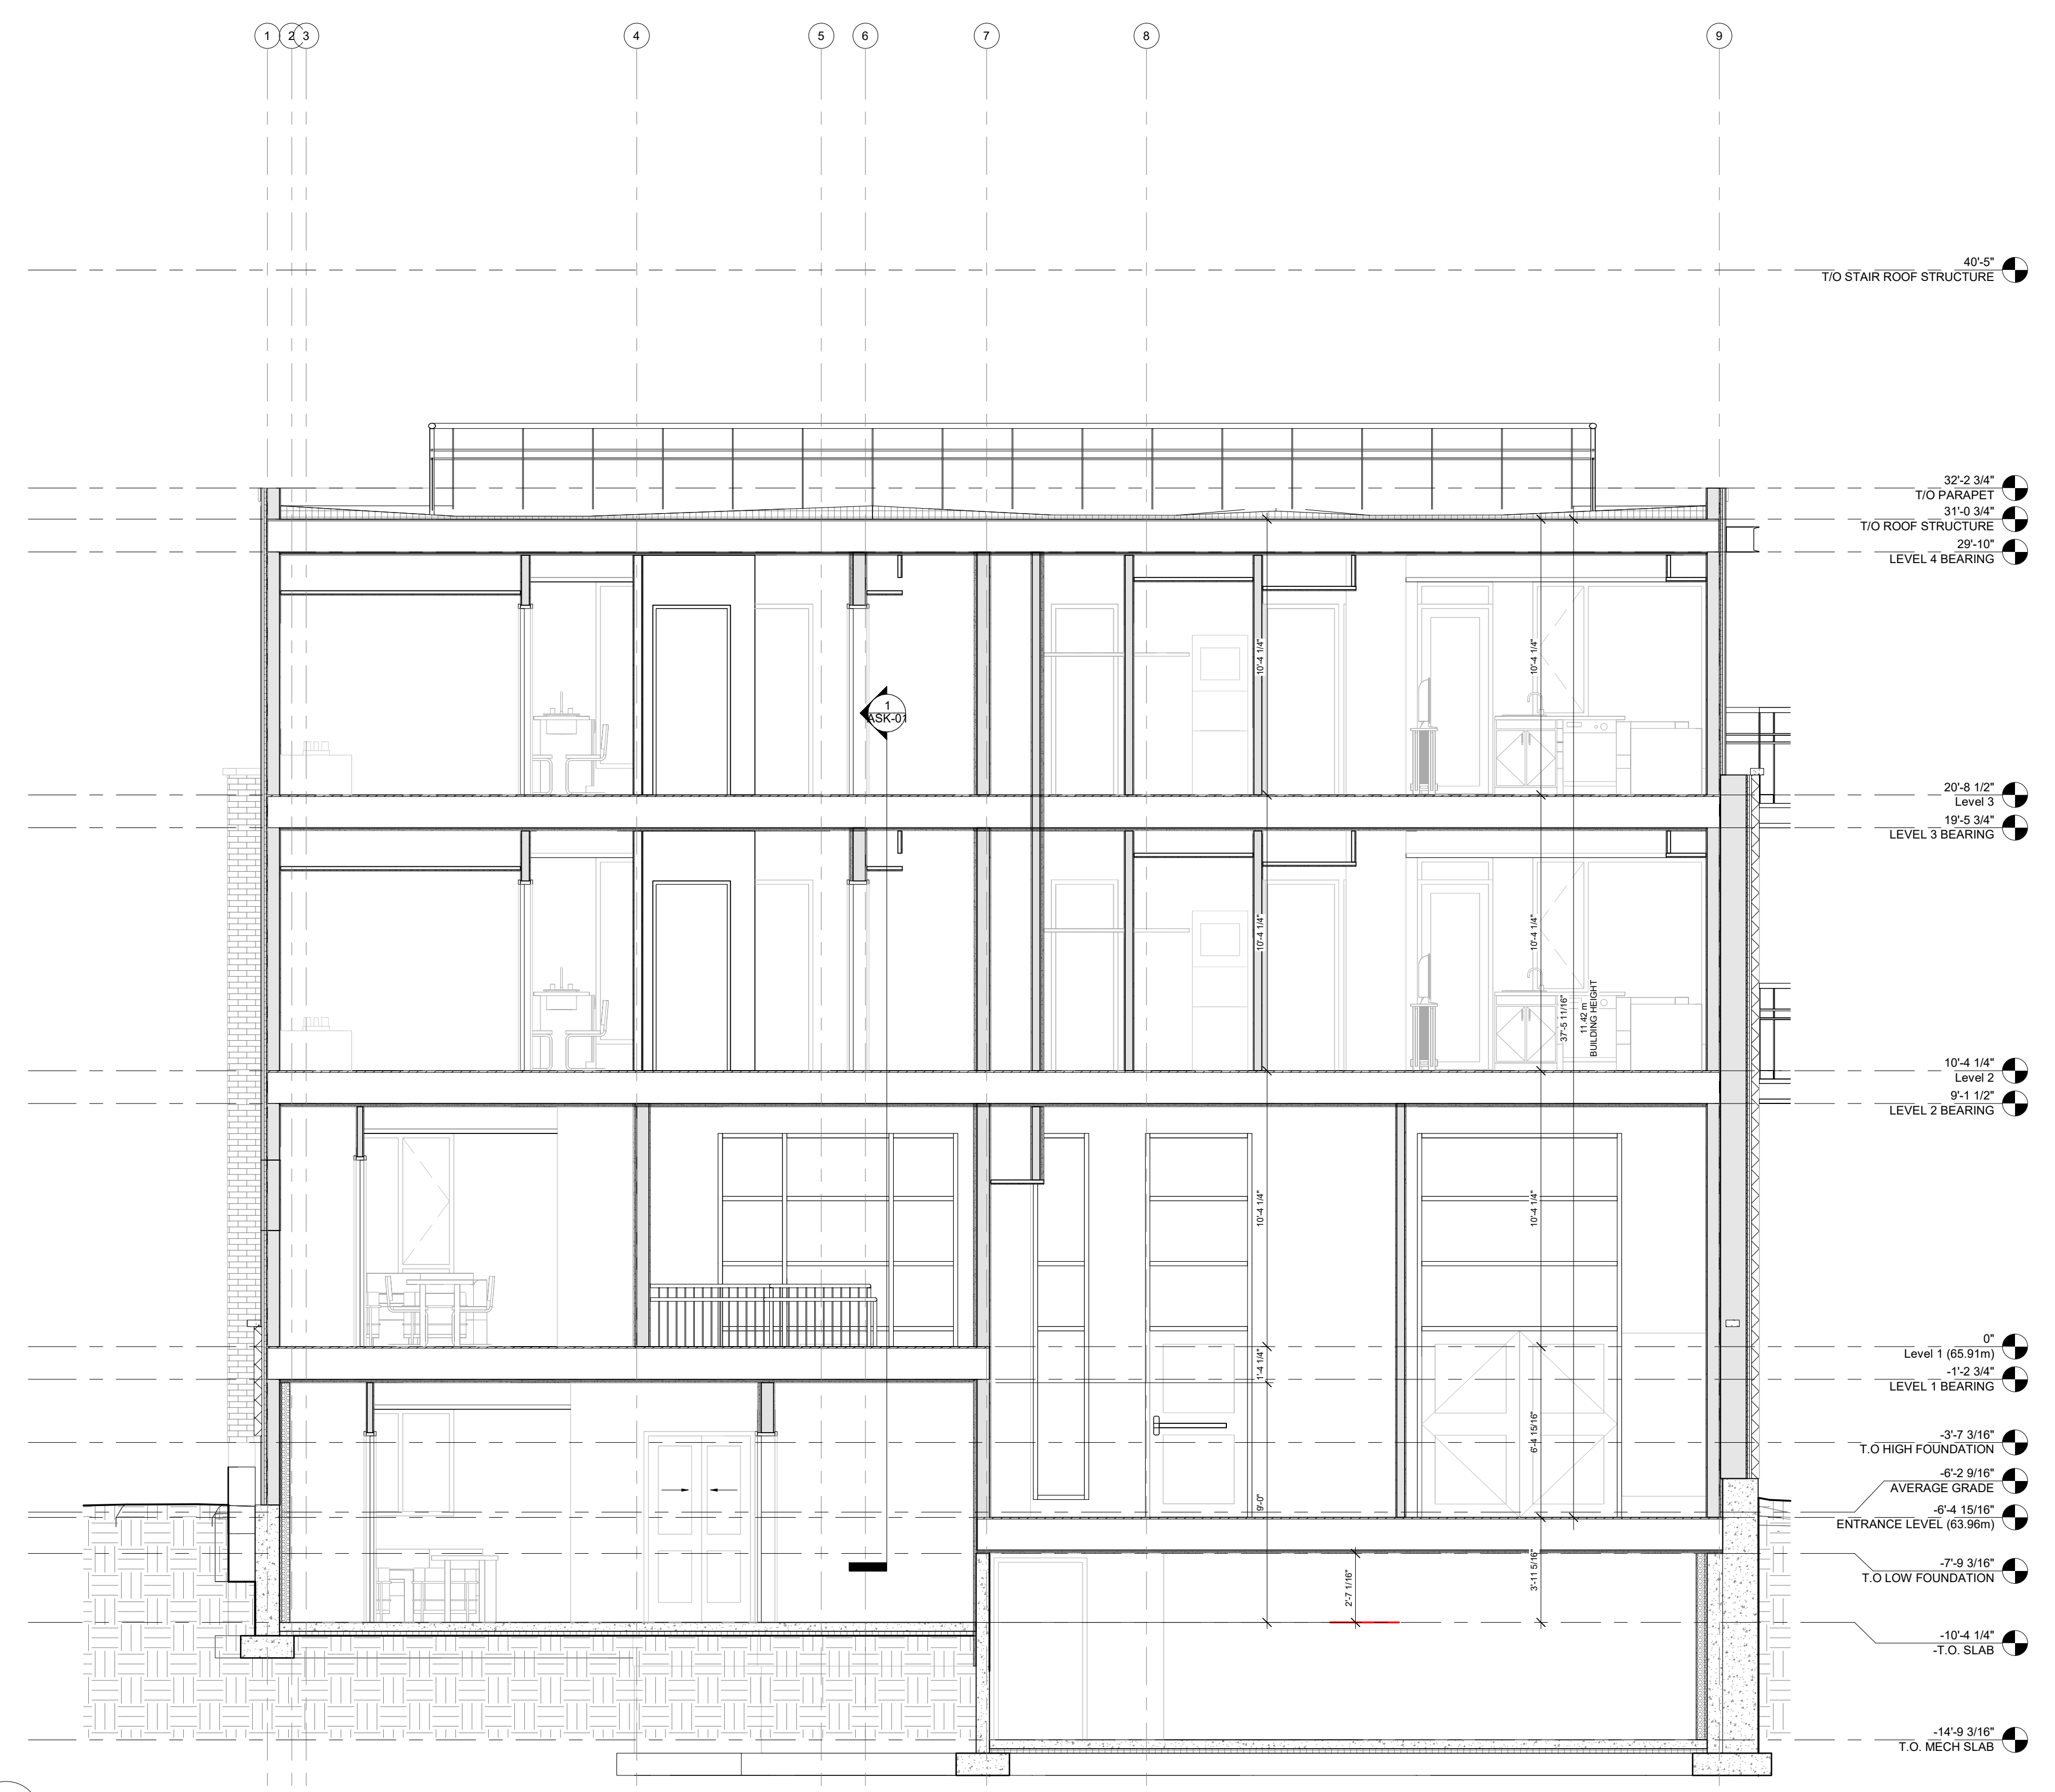 1
2
3
4
5
6
7
8
9
40'-5"
T/O STAIR ROOF STRUCTURE
32'-2 3/4"
T/O PARAPET
31'-0 3/4"
T/O ROOF STRUCTURE
29'-10"
LEVEL 4 BEARING
10'-4 1/4"
10'-4 1/4"
1
ASK-01
20'-8 1/2"
Level 3
19'-5 3/4"
LEVEL 3 BEARING
10'-4 1/4"
10'-4 1/4"
37'-5 11/16"
11.42 m
BUILDING HEIGHT
10'-4 1/4"
Level 2
9'-1 1/2"
LEVEL 2 BEARING
10'-4 1/4"
10'-4 1/4"
0"
Level 1 (65.91m)
1'-4 1/4"
-1'-2 3/4"
LEVEL 1 BEARING
6'-4 15/16"
-3'-7 3/16"
T.O HIGH FOUNDATION
-6'-2 9/16"
AVERAGE GRADE
9'-0"
-6'-4 15/16"
ENTRANCE LEVEL (63.96m)
2'-7 1/16"
3'-11 5/16"
-7'-9 3/16"
T.O LOW FOUNDATION
-10'-4 1/4"
-T.O. SLAB
-14'-9 3/16"
T.O. MECH SLAB